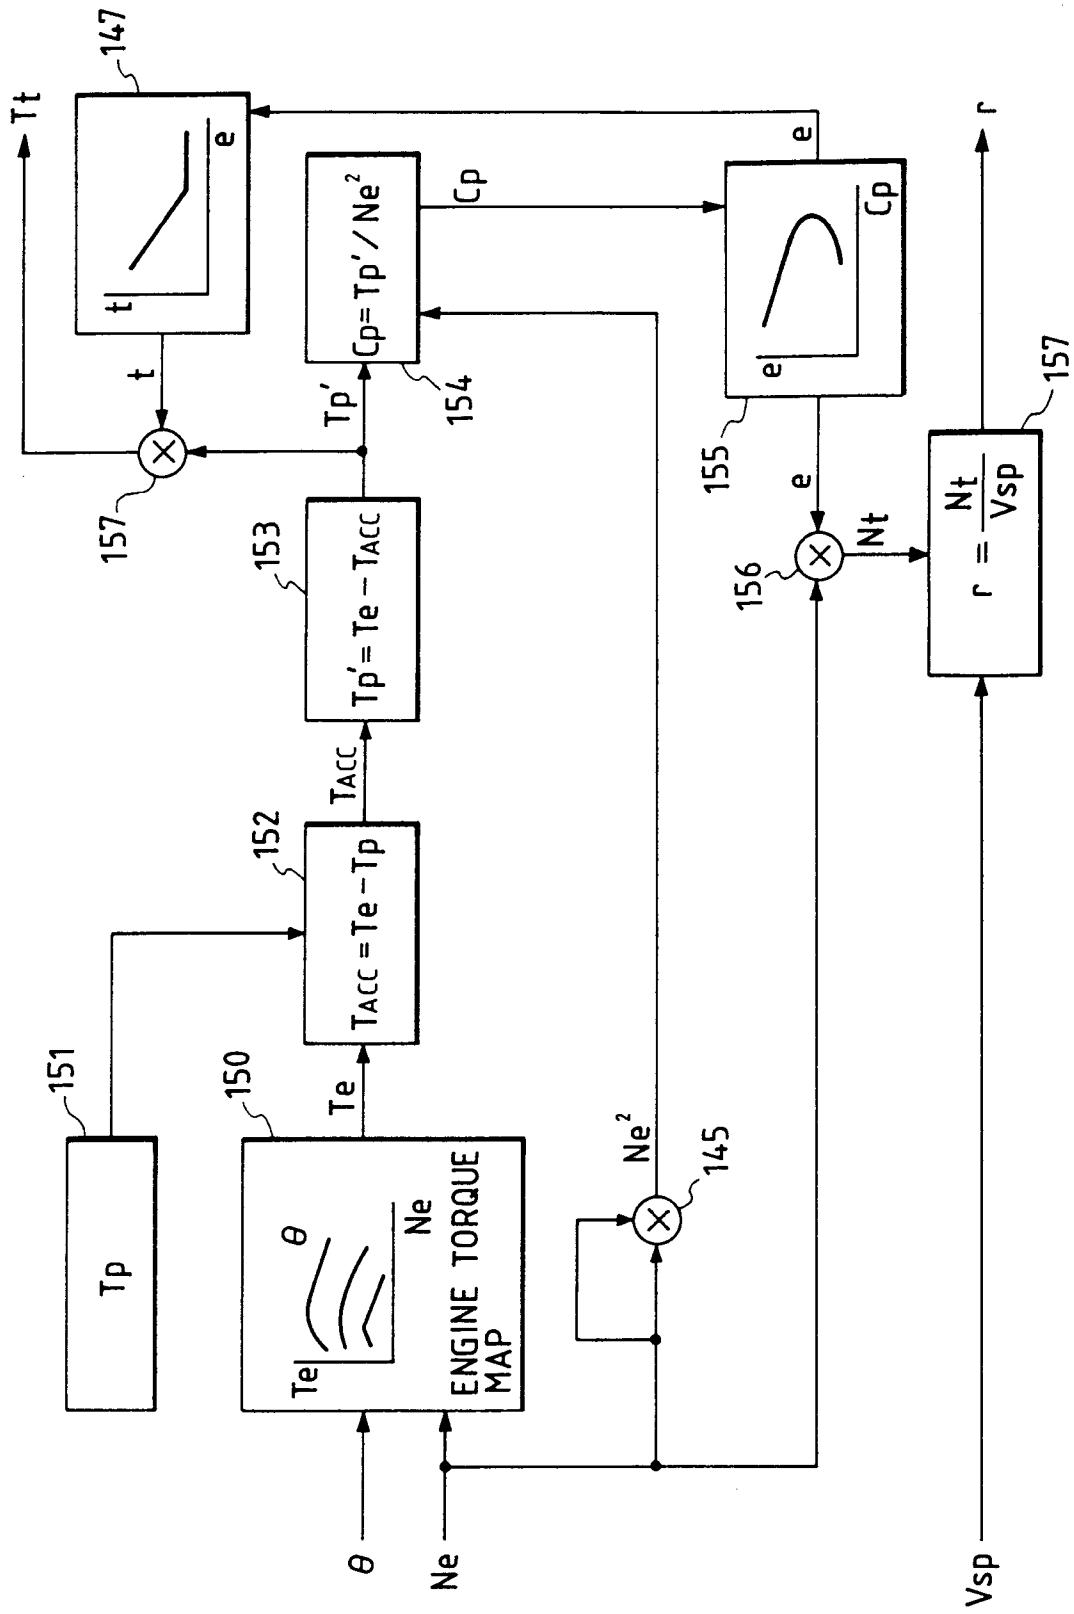 Tp
151
θ
Ne
Te
θ
Ne
ENGINE TORQUE
MAP
150
Te
TACC = Te - Tp
152
TACC
Tp' = Te - TACC
153
Tp'
Cp = Tp' / Ne²
154
157
t
Tt
t
e
147
Ne²
145
Cp
e
Cp
155
e
e
156
Nt
r = Nt / Vsp
157
Vsp
r